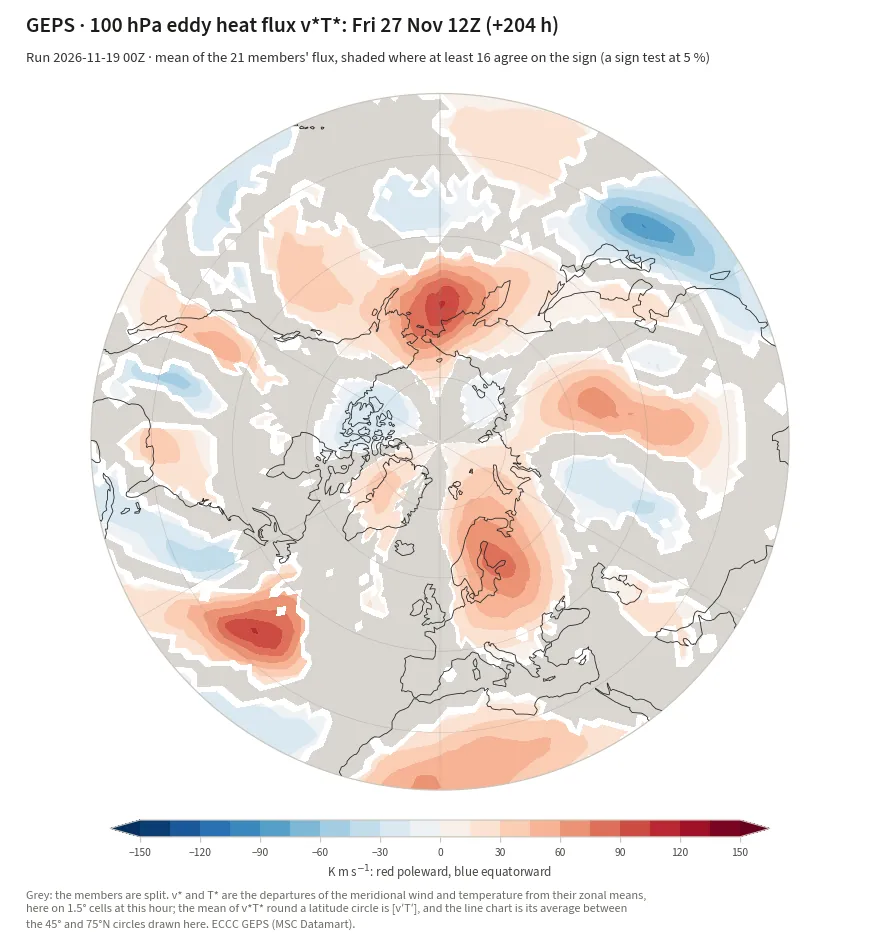 GEPS · 100 hPa eddy heat flux v*T*: Fri 27 Nov 12Z (+204 h)
Run 2026-11-19 00Z · mean of the 21 members' flux, shaded where at least 16 agree on the sign (a sign test at 5 %)
−150 −120 −90 −60 −30 0 30 60 90 120 150
K m s⁻¹: red poleward, blue equatorward
Grey: the members are split. v* and T* are the departures of the meridional wind and temperature from their zonal means,
here on 1.5° cells at this hour; the mean of v*T* round a latitude circle is [v'T'], and the line chart is its average between
the 45° and 75°N circles drawn here. ECCC GEPS (MSC Datamart).